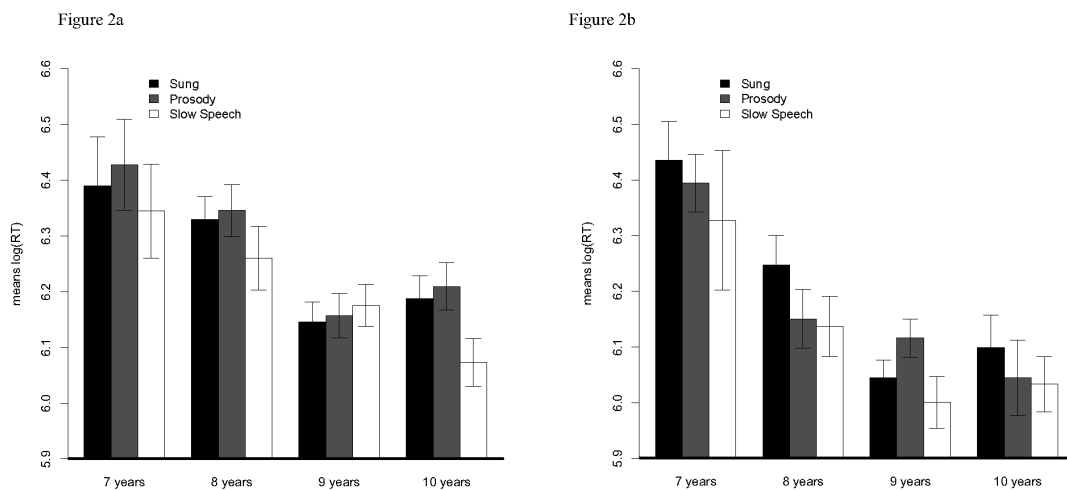 Figure 2a
6.6
6.5
6.4
6.3
6.2
6.1
6.0
5.9
means log(RT)
Sung
Prosody
Slow Speech
7 years
8 years
9 years
10 years
Figure 2b
6.6
6.5
6.4
6.3
6.2
6.1
6.0
5.9
means log(RT)
Sung
Prosody
Slow Speech
7 years
8 years
9 years
10 years